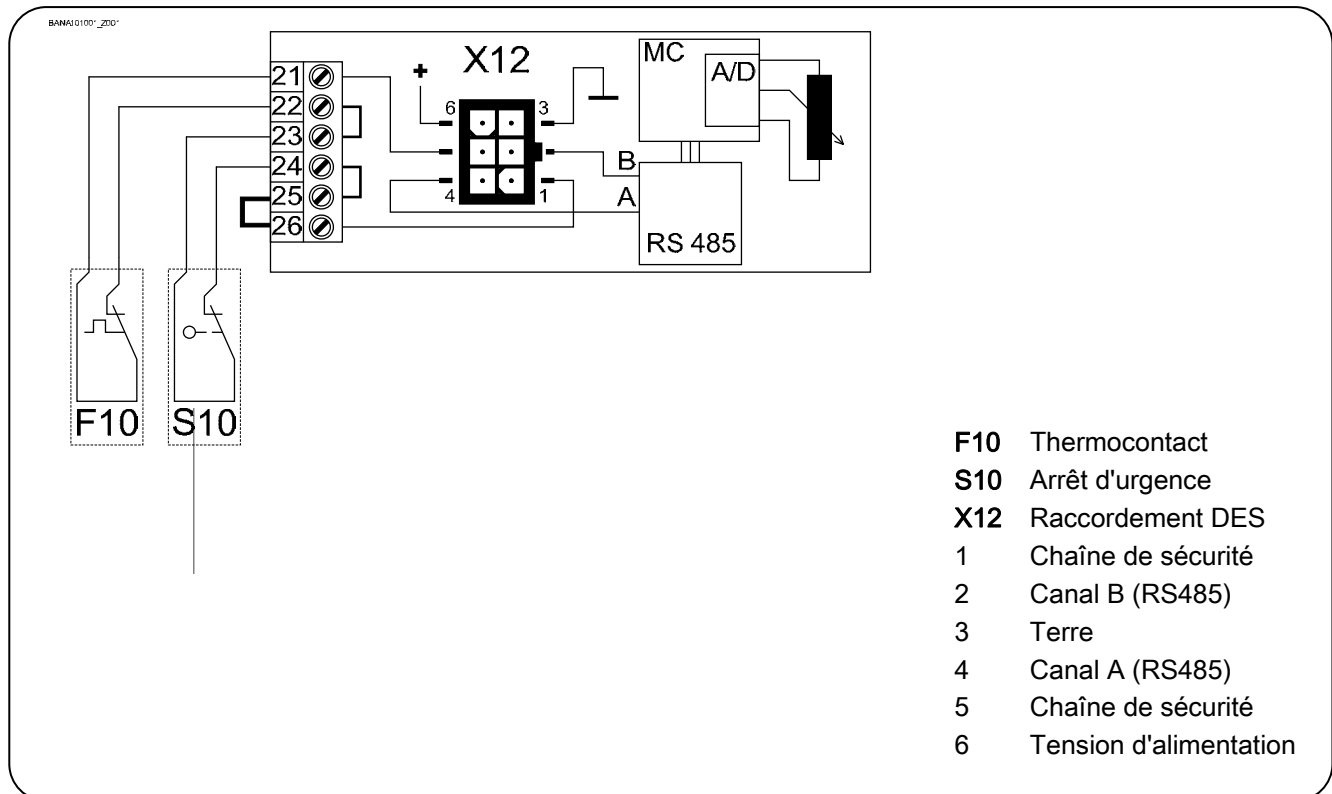 BANA10100*_Z00*
X12
MC
A/D
+
6
3
4
1
B
A
RS 485
21
22
23
24
25
26
F10
S10
F10 Thermocontact
S10 Arrêt d'urgence
X12 Raccordement DES
1 Chaîne de sécurité
2 Canal B (RS485)
3 Terre
4 Canal A (RS485)
5 Chaîne de sécurité
6 Tension d'alimentation